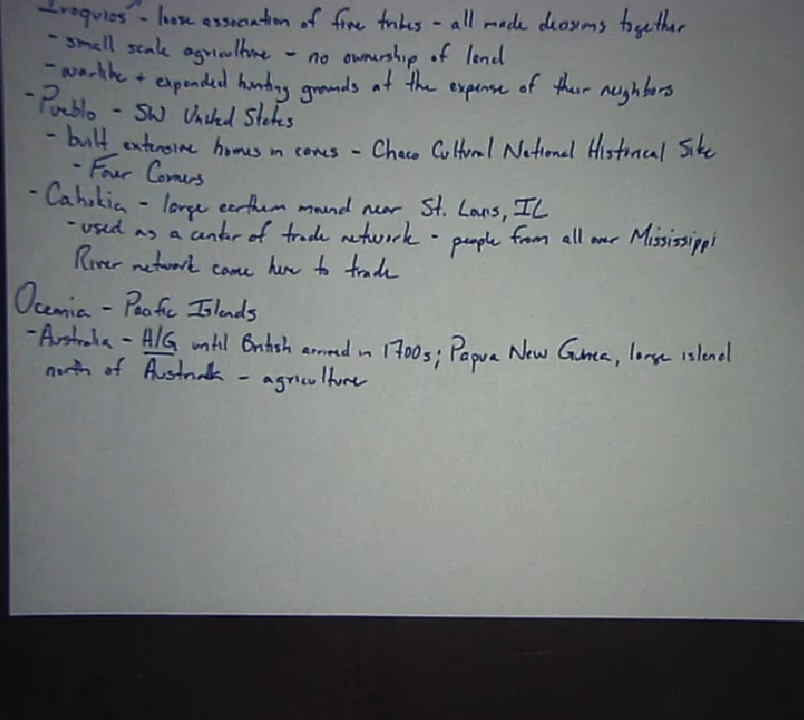 Iroquios - loose association of five tribes - all made decisions together
- small scale agriculture - no ownership of land
- warlike + expanded hunting grounds at the expense of their neighbors
- Pueblo - SW United States
- built extensive homes in caves - Chaco Cultural National Historical Site
- Four Corners
- Cahokia - large earthen mound near St. Louis, IL
- used as a center of trade network - people from all over Mississippi
River network came here to trade
Oceania - Pacific Islands
- Australia - H/G until British arrived in 1700s; Papua New Guinea, large island
north of Australia - agriculture